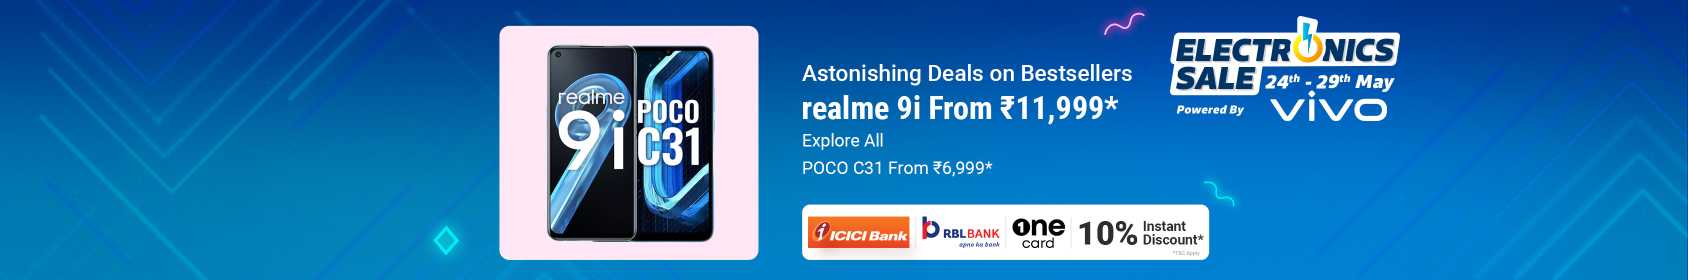 realme
9i
POCO
C31
Astonishing Deals on Bestsellers
realme 9i From ₹11,999*
Explore All
POCO C31 From ₹6,999*
ICICI Bank
RBLBANK
apno ka bank
one
card
10% Instant
Discount*
*T&C Apply
ELECTRONICS
SALE 24th - 29th May
Powered By vivo